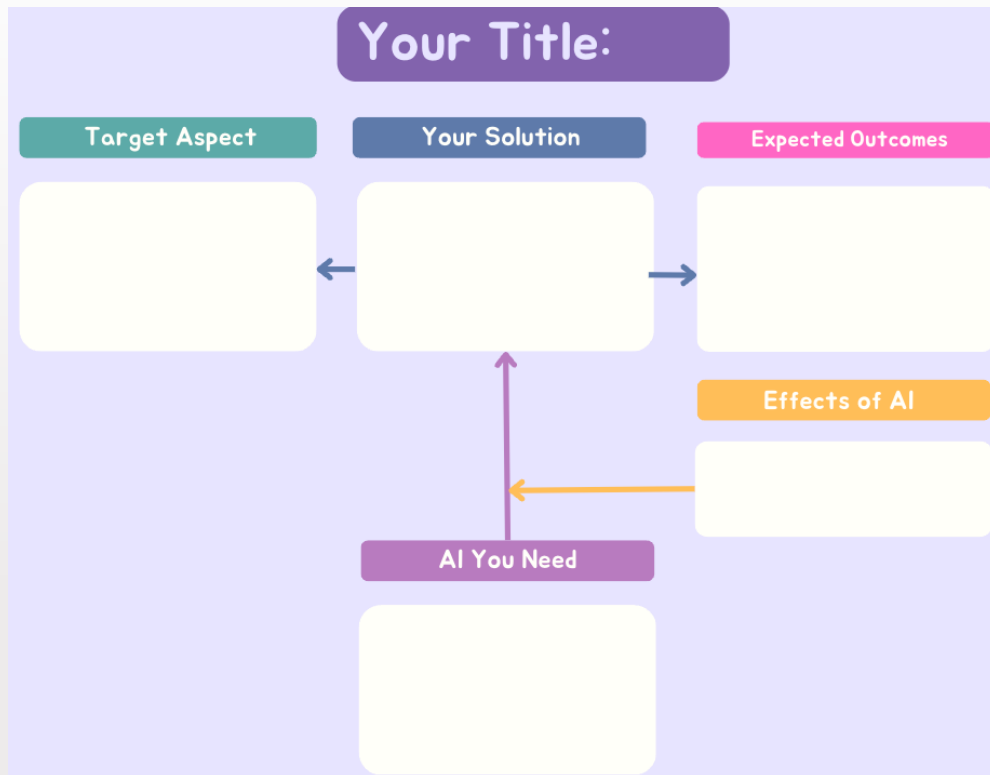 Your Title:
Target Aspect
Your Solution
Expected Outcomes
Effects of AI
AI You Need